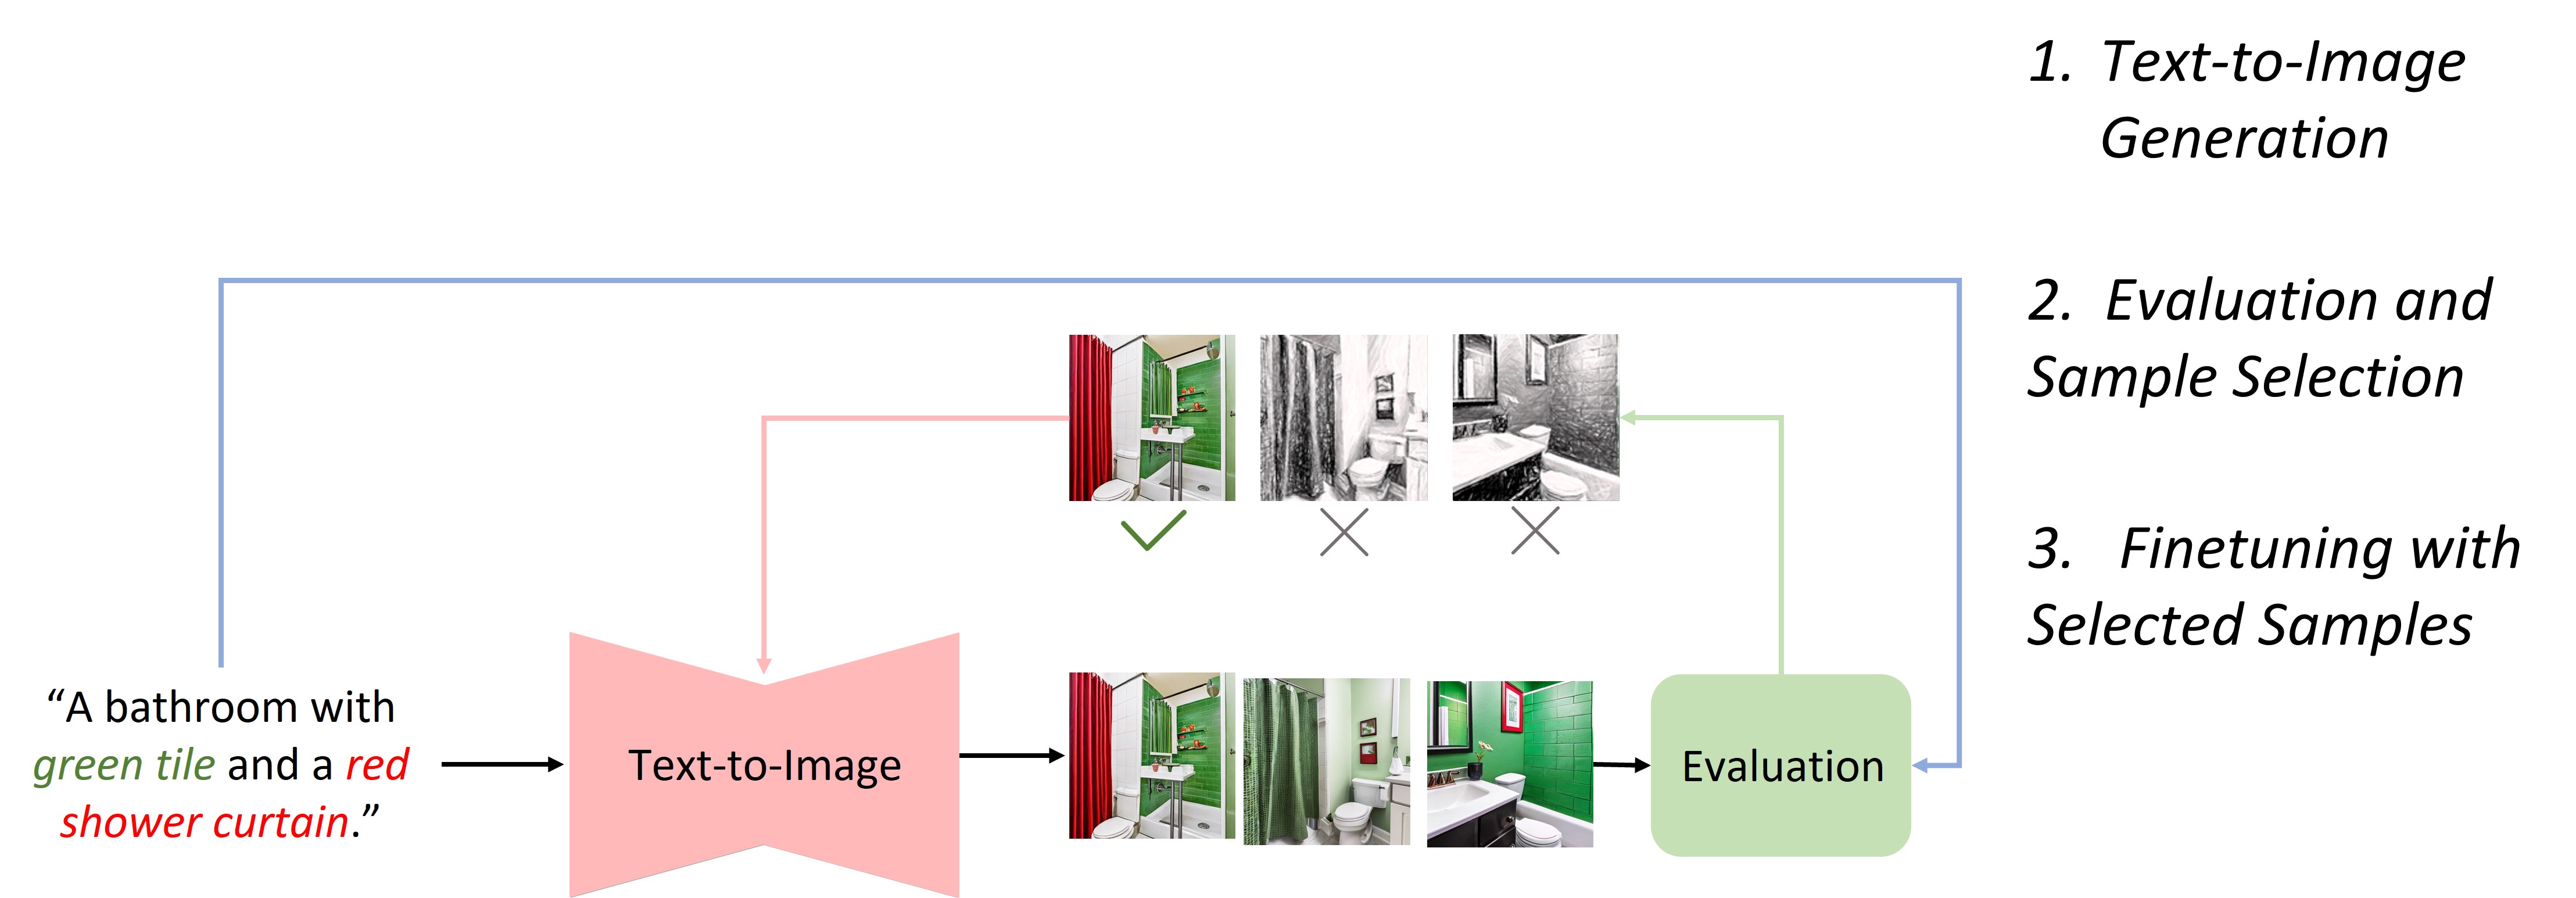 1. Text-to-Image
Generation
2. Evaluation and
Sample Selection
3. Finetuning with
Selected Samples
“A bathroom with
green tile and a red
shower curtain.”
Text-to-Image
Evaluation